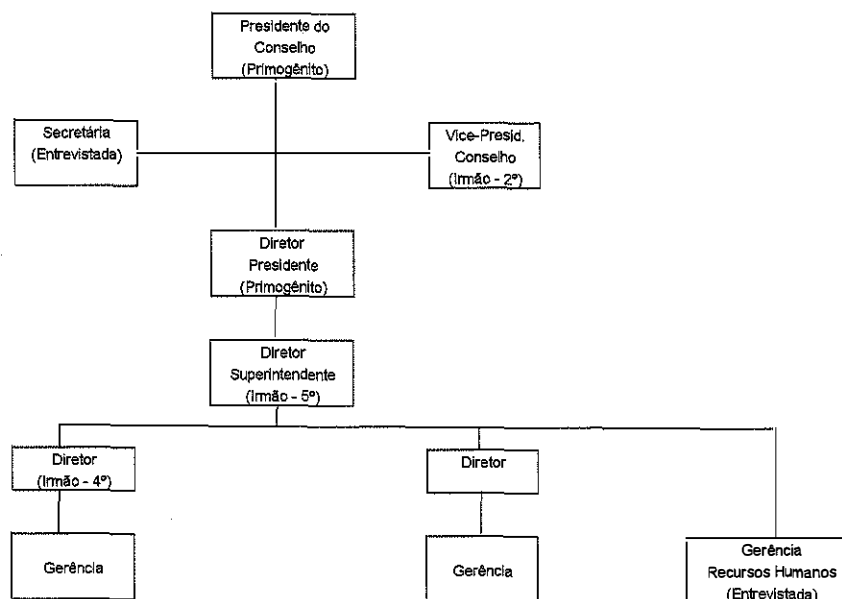 Presidente do
Conselho
(Primogênito)
Secretária
(Entrevistada)
Vice-Presid.
Conselho
(Irmão - 2º)
Diretor
Presidente
(Primogênito)
Diretor
Superintendente
(Irmão - 5º)
Diretor
(Irmão - 4º)
Diretor
Gerência
Gerência
Gerência
Recursos Humanos
(Entrevistada)